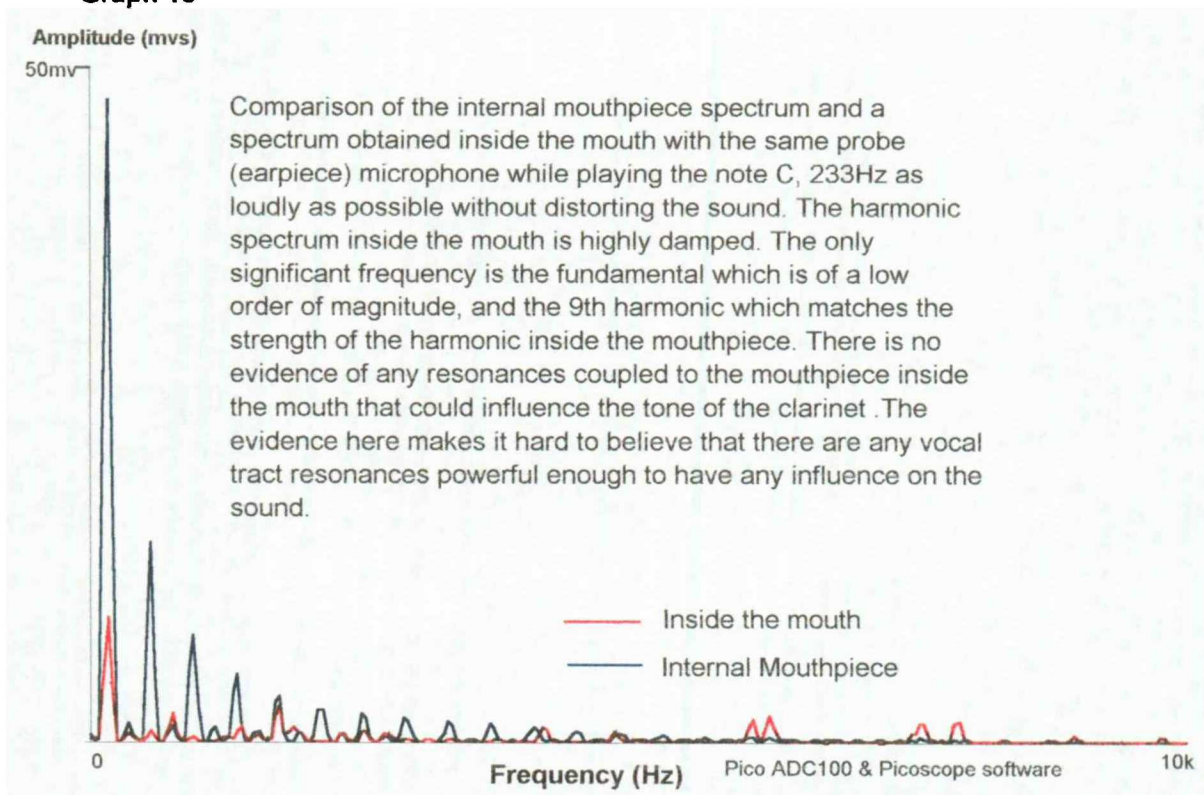 Amplitude (mvs)
50mv
Comparison of the internal mouthpiece spectrum and a
spectrum obtained inside the mouth with the same probe
(earpiece) microphone while playing the note C, 233Hz as
loudly as possible without distorting the sound. The harmonic
spectrum inside the mouth is highly damped. The only
significant frequency is the fundamental which is of a low
order of magnitude, and the 9th harmonic which matches the
strength of the harmonic inside the mouthpiece. There is no
evidence of any resonances coupled to the mouthpiece inside
the mouth that could influence the tone of the clarinet .The
evidence here makes it hard to believe that there are any vocal
tract resonances powerful enough to have any influence on the
sound.
Inside the mouth
Internal Mouthpiece
0
Frequency (Hz)
Pico ADC100 & Picoscope software
10k